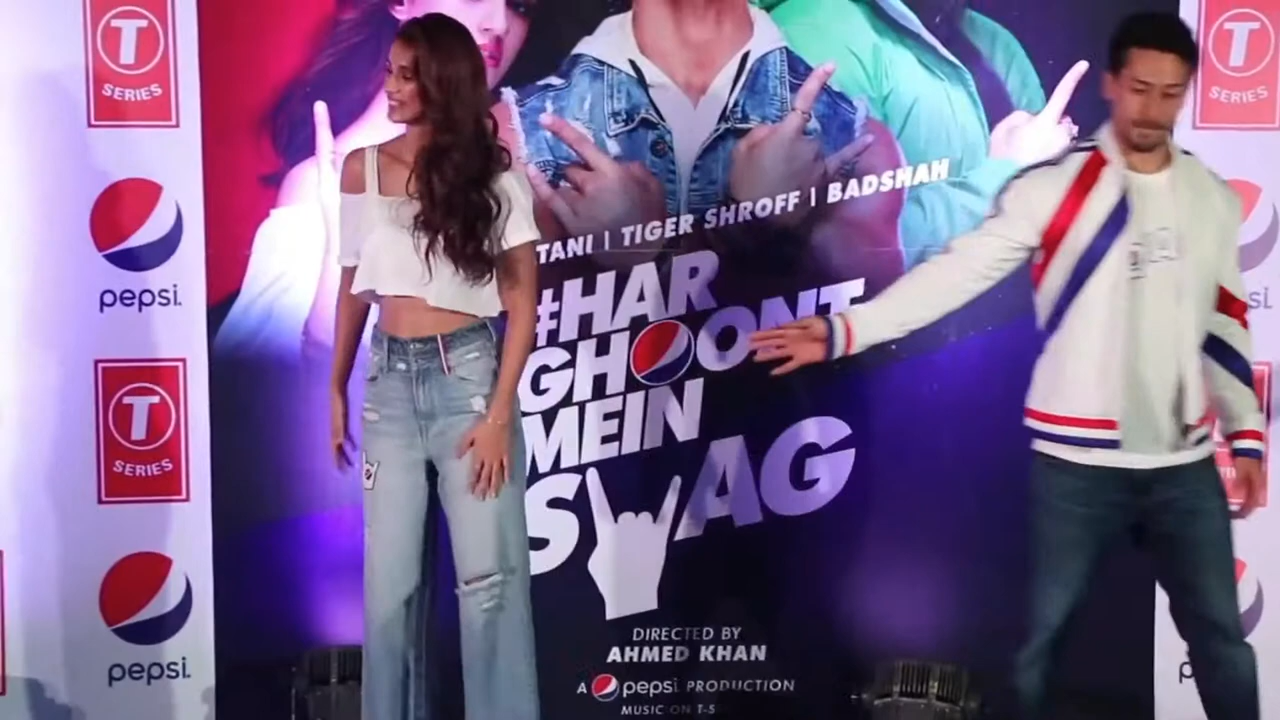 T
SERIES
pepsi.
T
SERIES
pepsi.
TANI | TIGER SHROFF | BADSHAH
#HAR
GHOONT
MEIN
SWAG
DIRECTED BY
AHMED KHAN
A pepsi PRODUCTION
MUSIC ON T-S
T
SERIES
si.